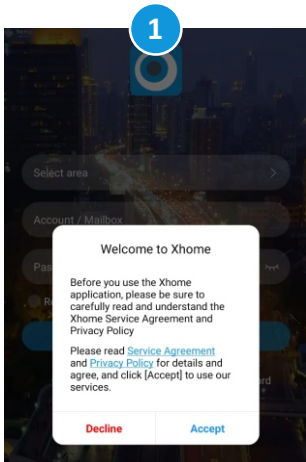 1
Select area
Account / Mailbox
Pas
Welcome to Xhome
Before you use the Xhome
application, please be sure to
carefully read and understand the
Xhome Service Agreement and
Privacy Policy
Please read Service Agreement
and Privacy Policy for details and
agree, and click [Accept] to use our
services.
Decline Accept